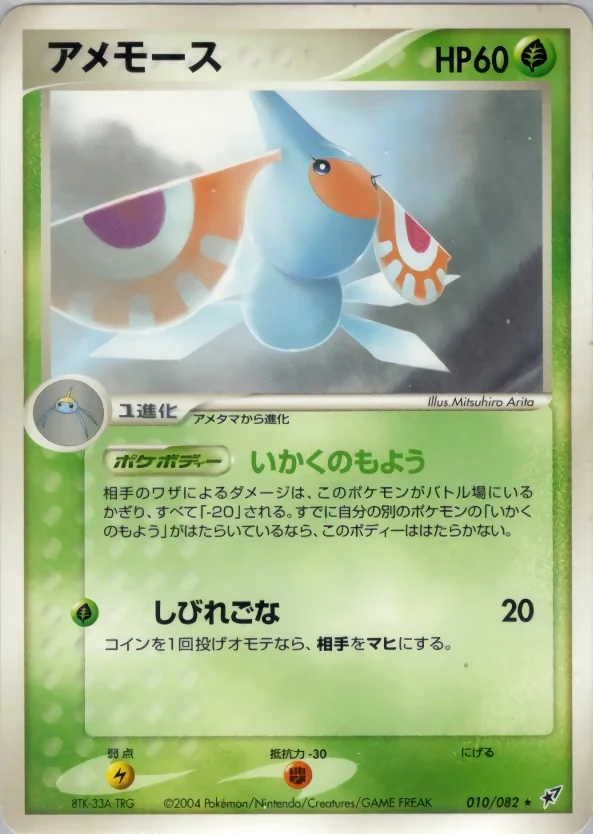 アメモース HP60
Illus. Mitsuhiro Arita
1進化 アメタマから進化
ポケボディー いかくのもよう
相手のワザによるダメージは、このポケモンがバトル場にいる
かぎり、すべて「-20」される。すでに自分の別のポケモンの「いかく
のもよう」がはたらいているなら、このボディーははたらかない。
しびれごな 20
コインを1回投げオモテなら、相手をマヒにする。
弱点 抵抗力 -30 にげる
8TK-33A TRG ©2004 Pokémon/Nintendo/Creatures/GAME FREAK 010/082 ★